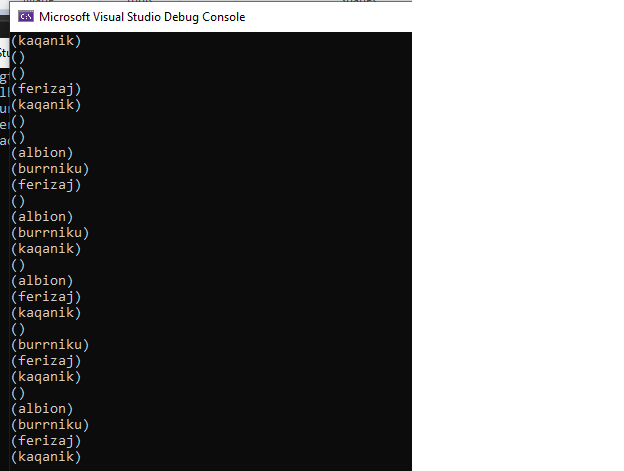 Microsoft Visual Studio Debug Console
(kaqanik)
()
()
(ferizaj)
(kaqanik)
()
()
(albion)
(burrniku)
(ferizaj)
()
(albion)
(burrniku)
(kaqanik)
()
(albion)
(ferizaj)
(kaqanik)
()
(burrniku)
(ferizaj)
(kaqanik)
()
(albion)
(burrniku)
(ferizaj)
(kaqanik)